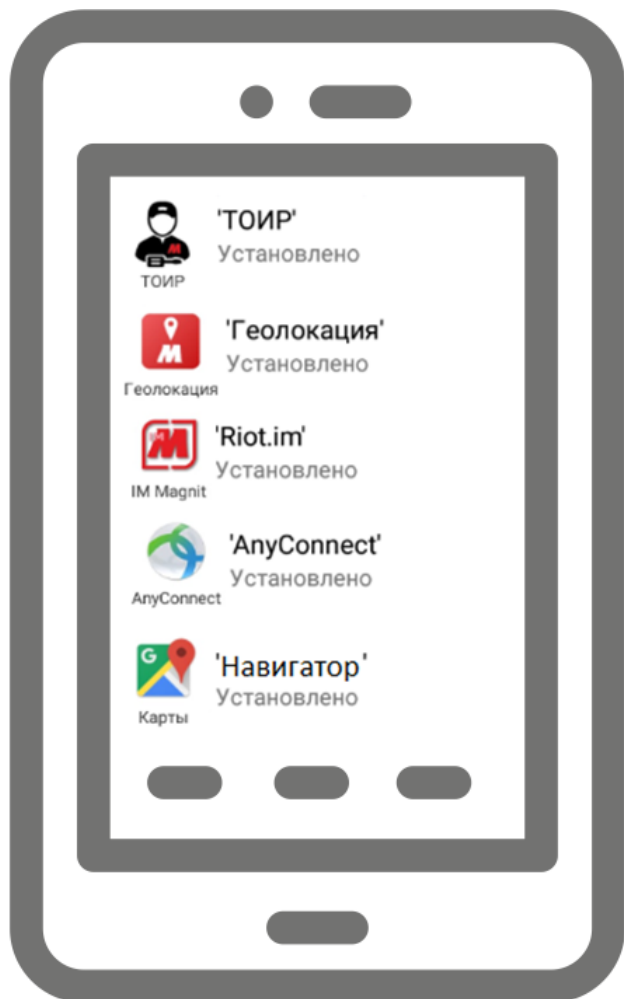 'ТОИР'
Установлено
ТОИР
'Геолокация'
Установлено
Геолокация
'Riot.im'
Установлено
IM Magnit
'AnyConnect'
Установлено
AnyConnect
G
'Навигатор'
Установлено
Карты